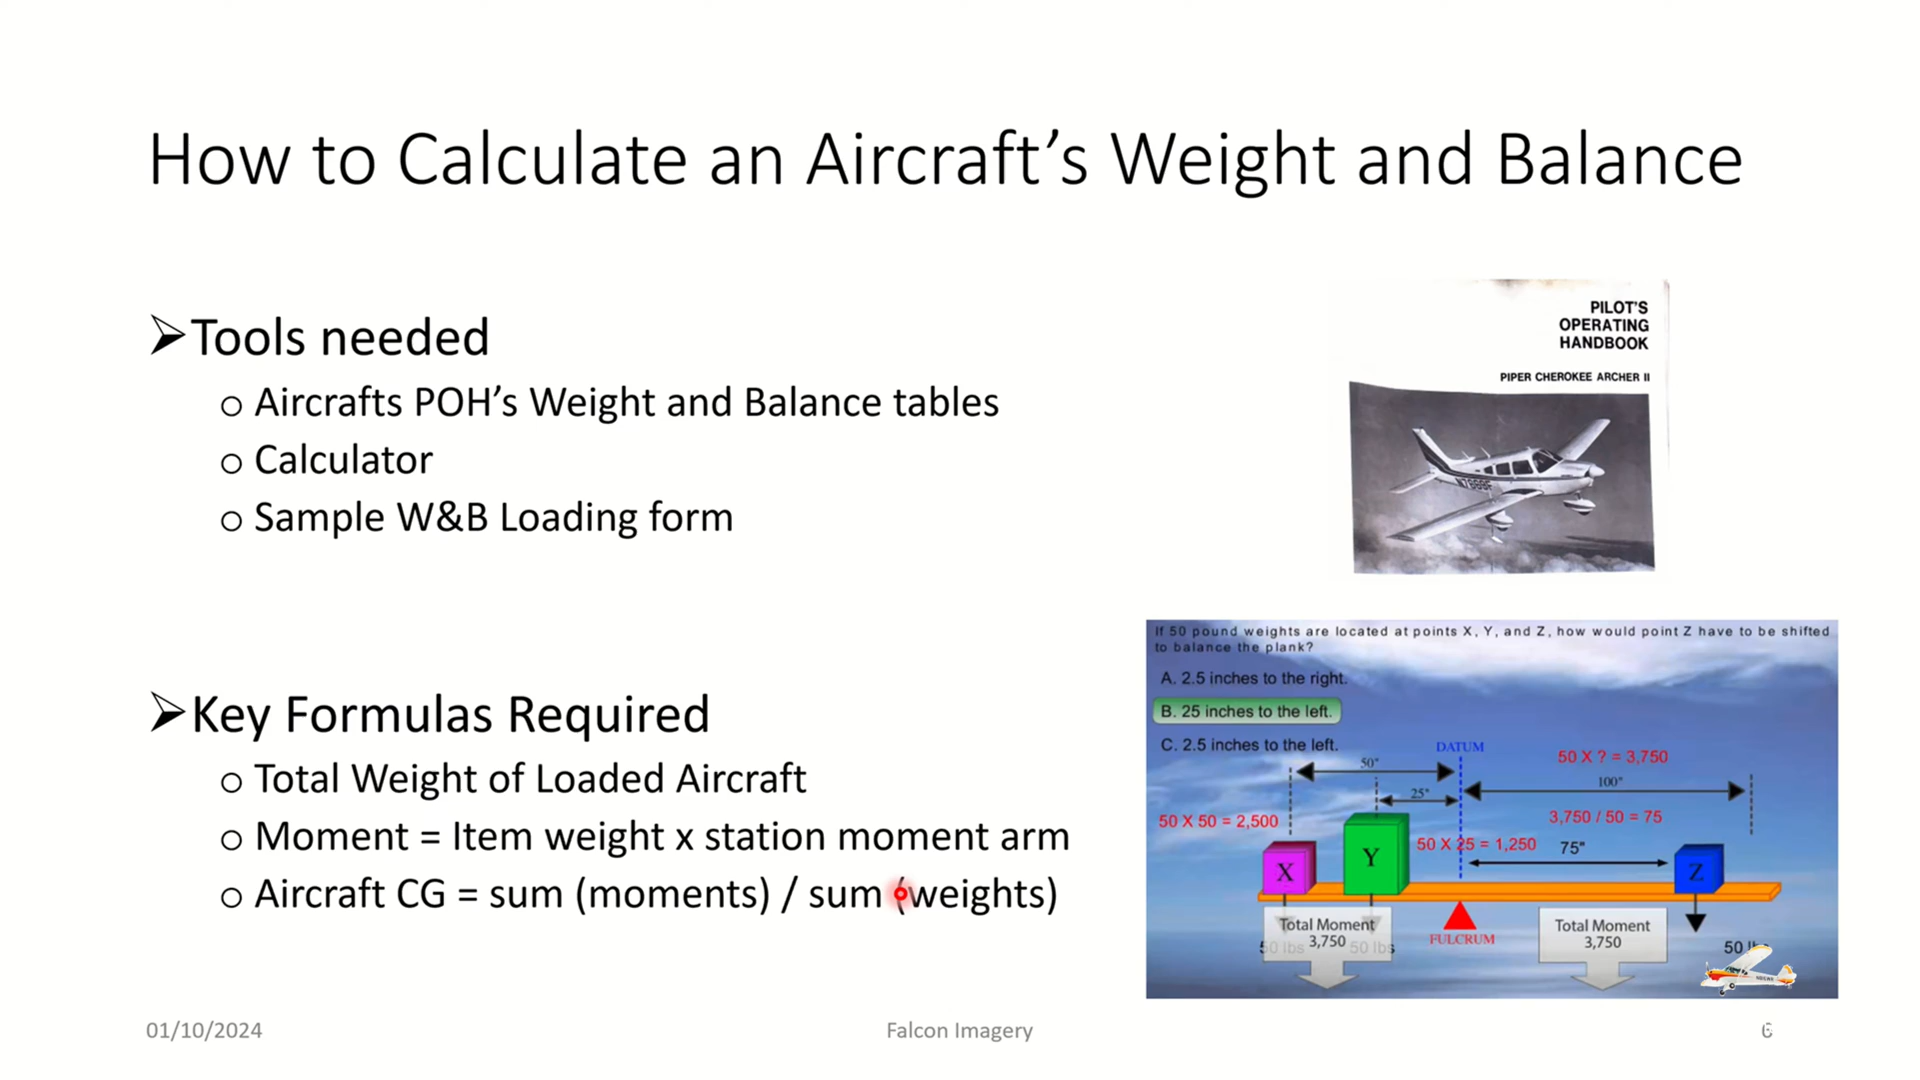 How to Calculate an Aircraft’s Weight and Balance
➢Tools needed
o Aircrafts POH’s Weight and Balance tables
o Calculator
o Sample W&B Loading form
PILOT'S
OPERATING
HANDBOOK
PIPER CHEROKEE ARCHER II
➢Key Formulas Required
o Total Weight of Loaded Aircraft
o Moment = Item weight x station moment arm
o Aircraft CG = sum (moments) / sum (weights)
If 50 pound weights are located at points X, Y, and Z, how would point Z have to be shifted
to balance the plank?
A. 2.5 inches to the right.
B. 25 inches to the left.
C. 2.5 inches to the left.
DATUM
50 X ? = 3,750
50"
100"
25"
50 X 50 = 2,500
3,750 / 50 = 75
50 X 25 = 1,250
75"
X
Y
Z
Total Moment
3,750
50 lbs
50 lbs
FULCRUM
Total Moment
3,750
50
01/10/2024
Falcon Imagery
6